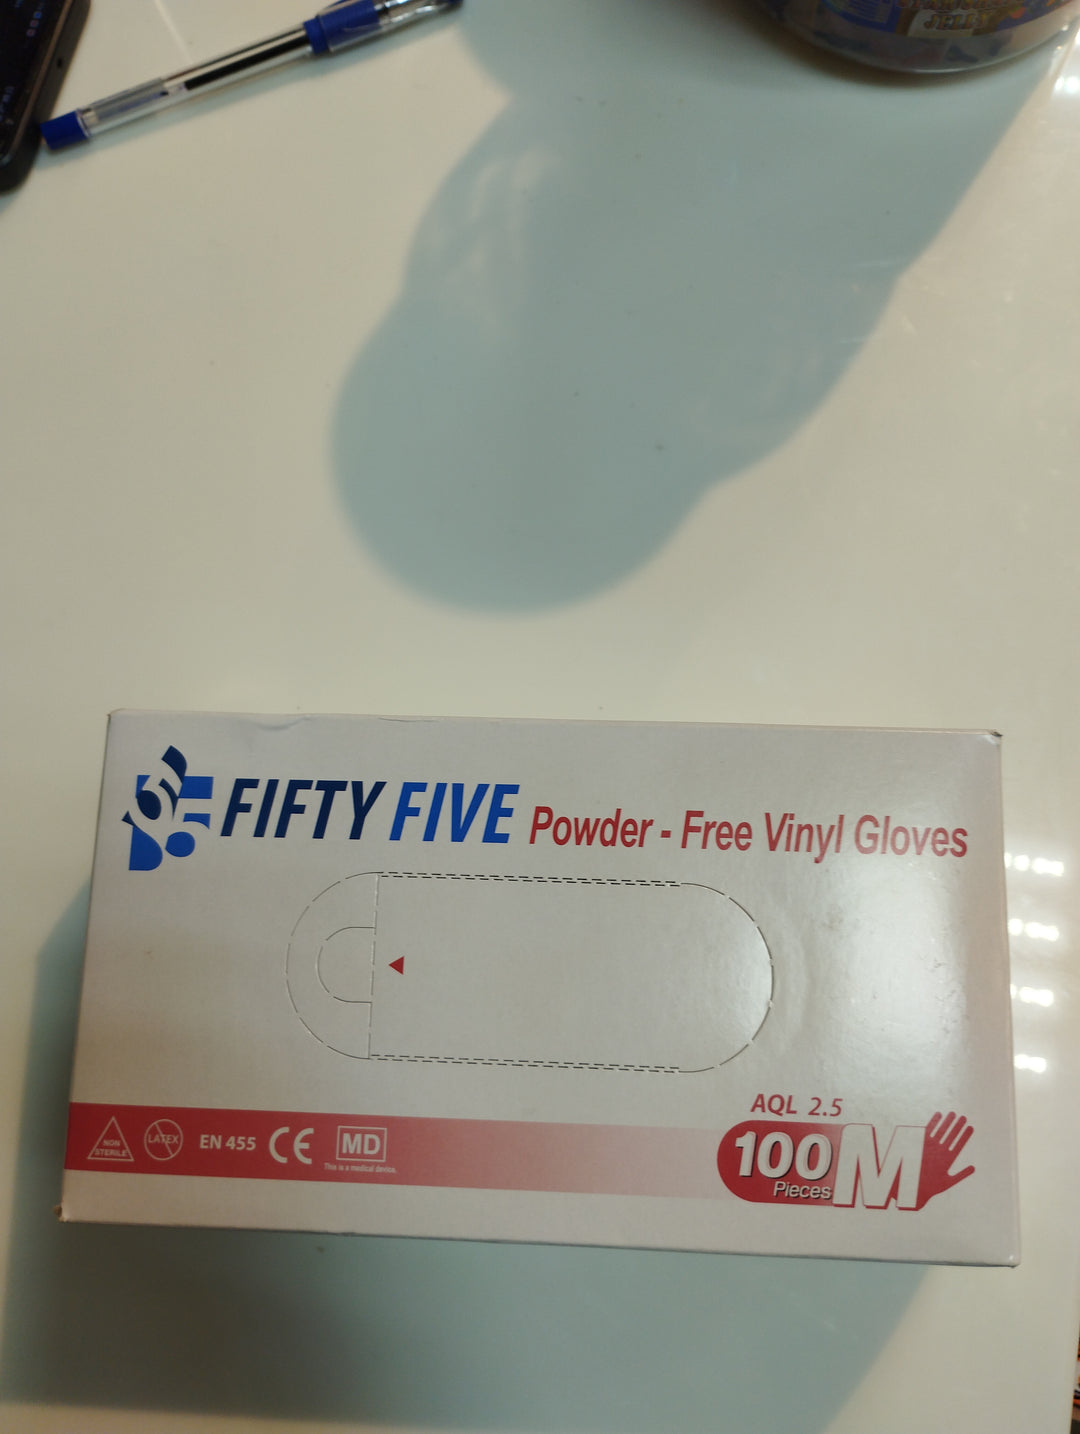 JELLY
FIFTY FIVE Powder - Free Vinyl Gloves
AQL 2.5
NON
STERILE
LATEX
EN 455
CE
MD
This is a medical device.
100
Pieces
M